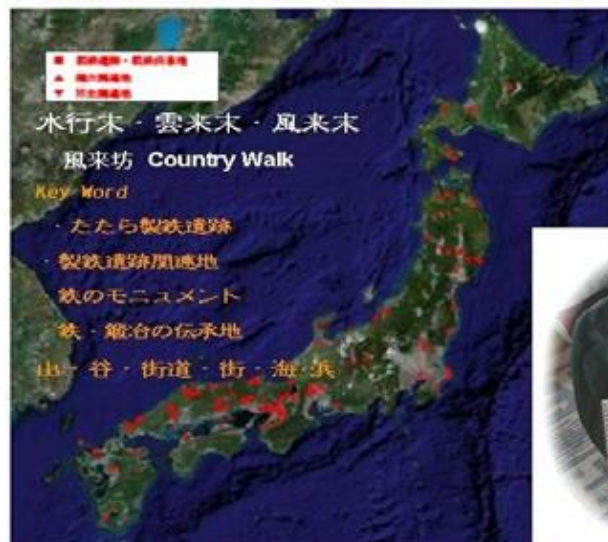 水行末・雲来末・風来末
風来坊 Country Walk
Key Word
・たたら製鉄遺跡
・製鉄遺跡関連地
鉄のモニュメント
鉄・鍛冶の伝承地
山・谷・街道・街・海・浜